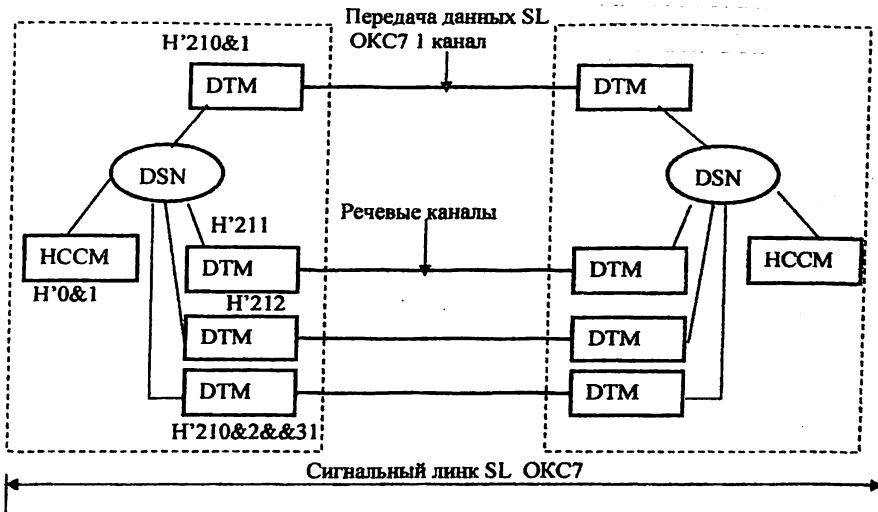 Передача данных SL
ОКС7 1 канал
H'210&1
DTM
DTM
DSN
DSN
Речевые каналы
H'211
HCCM
DTM
DTM
HCCM
H'0&1
H'212
DTM
DTM
DTM
DTM
H'210&2&&31
Сигнальный линк SL ОКС7